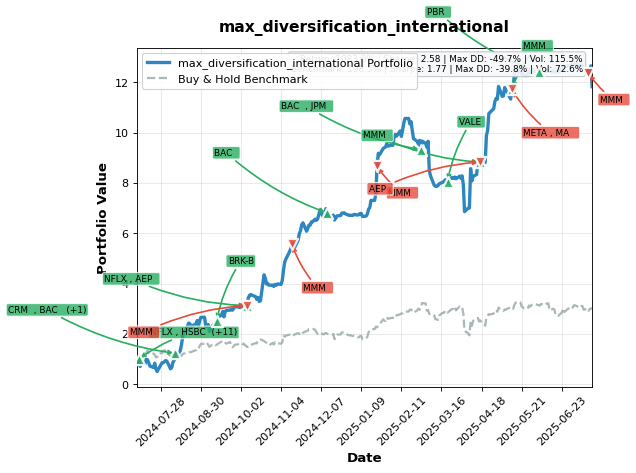 PBR
max_diversification_international
MMM
max_diversification_international Portfolio
Buy & Hold Benchmark
2.58 | Max DD: -49.7% | Vol: 115.5%
1.77 | Max DD: -39.8% | Vol: 72.6%
MMM
BAC , JPM
VALE
MMM
META , MA
BAC
AEP
MMM
BRK-B
NFLX , AEP
MMM
CRM , BAC (+1)
MMM
LX , HSBC (+11)
Portfolio Value
12
10
8
6
4
2
0
2024-07-28
2024-08-30
2024-10-02
2024-11-04
2024-12-07
2025-01-09
2025-02-11
2025-03-16
2025-04-18
2025-05-21
2025-06-23
Date